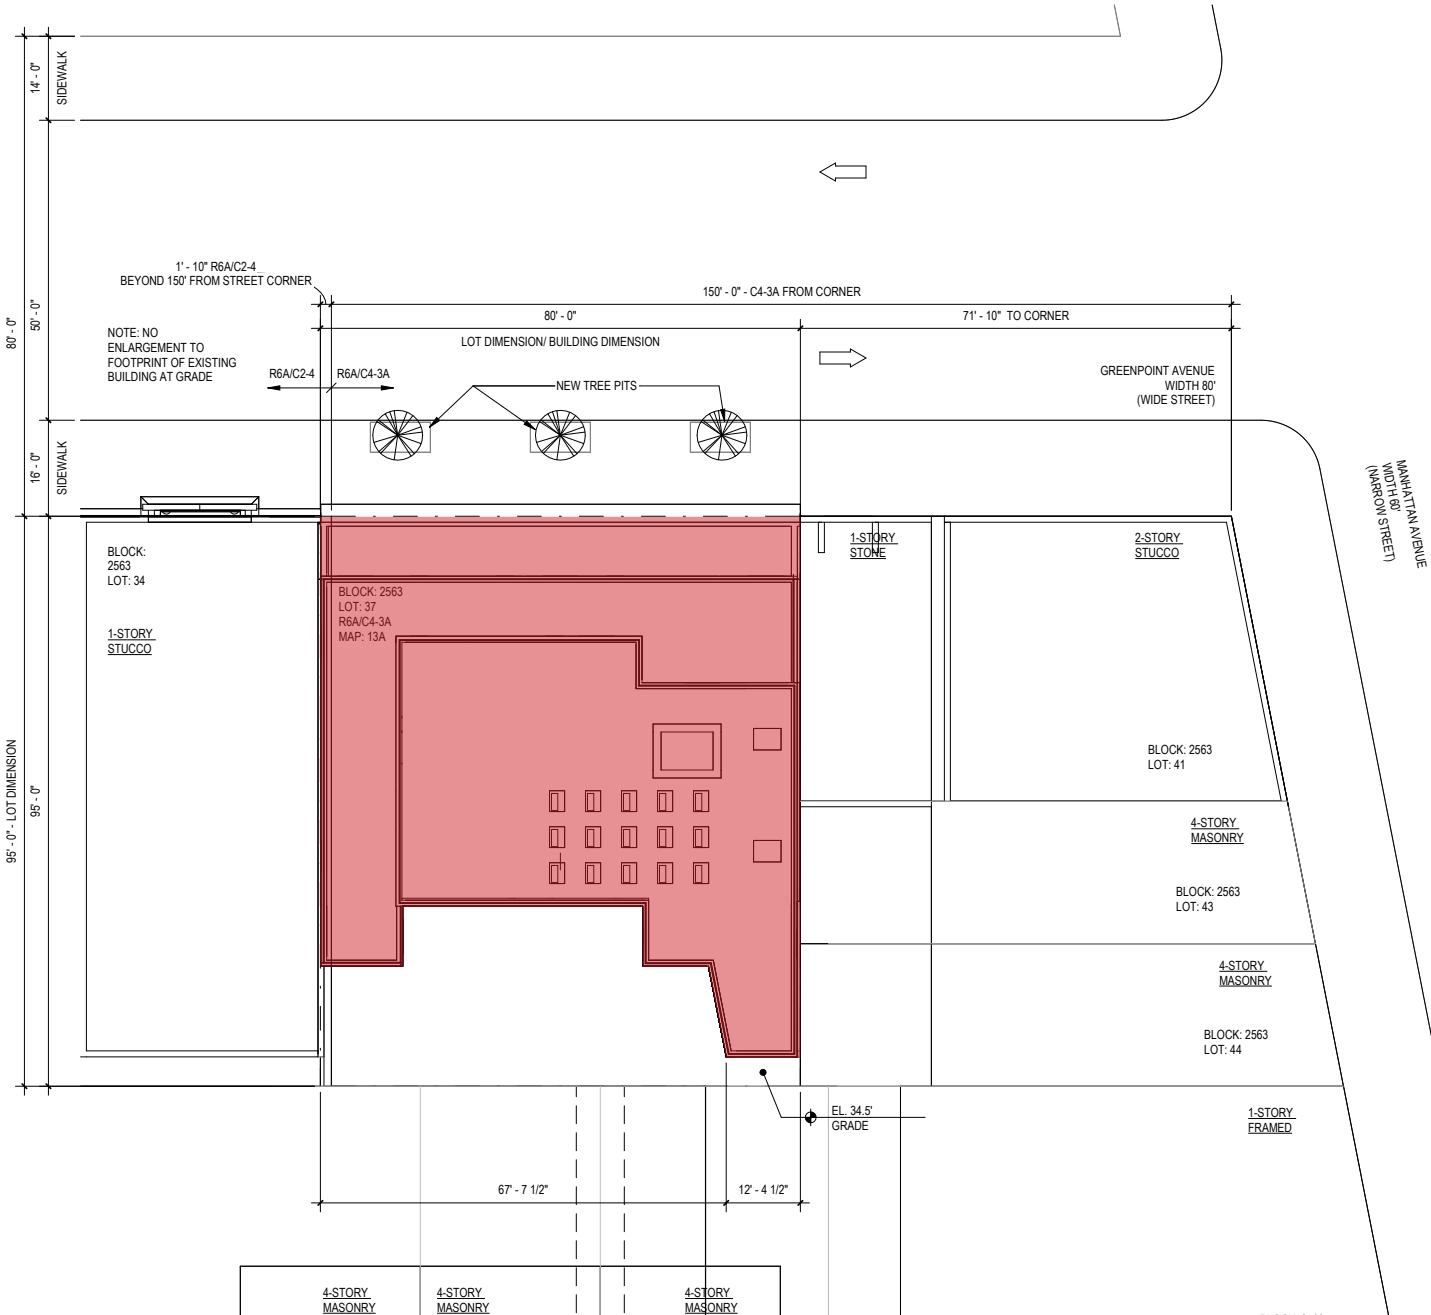 14' - 0"
SIDEWALK
80' - 0"
50' - 0"
1' - 10" R6A/C2-4
BEYOND 150' FROM STREET CORNER
150' - 0" - C4-3A FROM CORNER
80' - 0"
71' - 10" TO CORNER
NOTE: NO
ENLARGEMENT TO
FOOTPRINT OF EXISTING
BUILDING AT GRADE
LOT DIMENSION/ BUILDING DIMENSION
R6A/C2-4
R6A/C4-3A
NEW TREE PITS
GREENPOINT AVENUE
WIDTH 80'
(WIDE STREET)
16' - 0"
SIDEWALK
MANHATTAN AVENUE
WIDTH 60'
(NARROW STREET)
BLOCK:
2563
LOT: 34
1-STORY
STUCCO
BLOCK: 2563
LOT: 37
R6A/C4-3A
MAP: 13A
1-STORY
STONE
2-STORY
STUCCO
BLOCK: 2563
LOT: 41
95' - 0" - LOT DIMENSION
95' - 0"
4-STORY
MASONRY
BLOCK: 2563
LOT: 43
4-STORY
MASONRY
BLOCK: 2563
LOT: 44
EL. 34.5'
GRADE
1-STORY
FRAMED
67' - 7 1/2"
12' - 4 1/2"
4-STORY
MASONRY
4-STORY
MASONRY
4-STORY
MASONRY